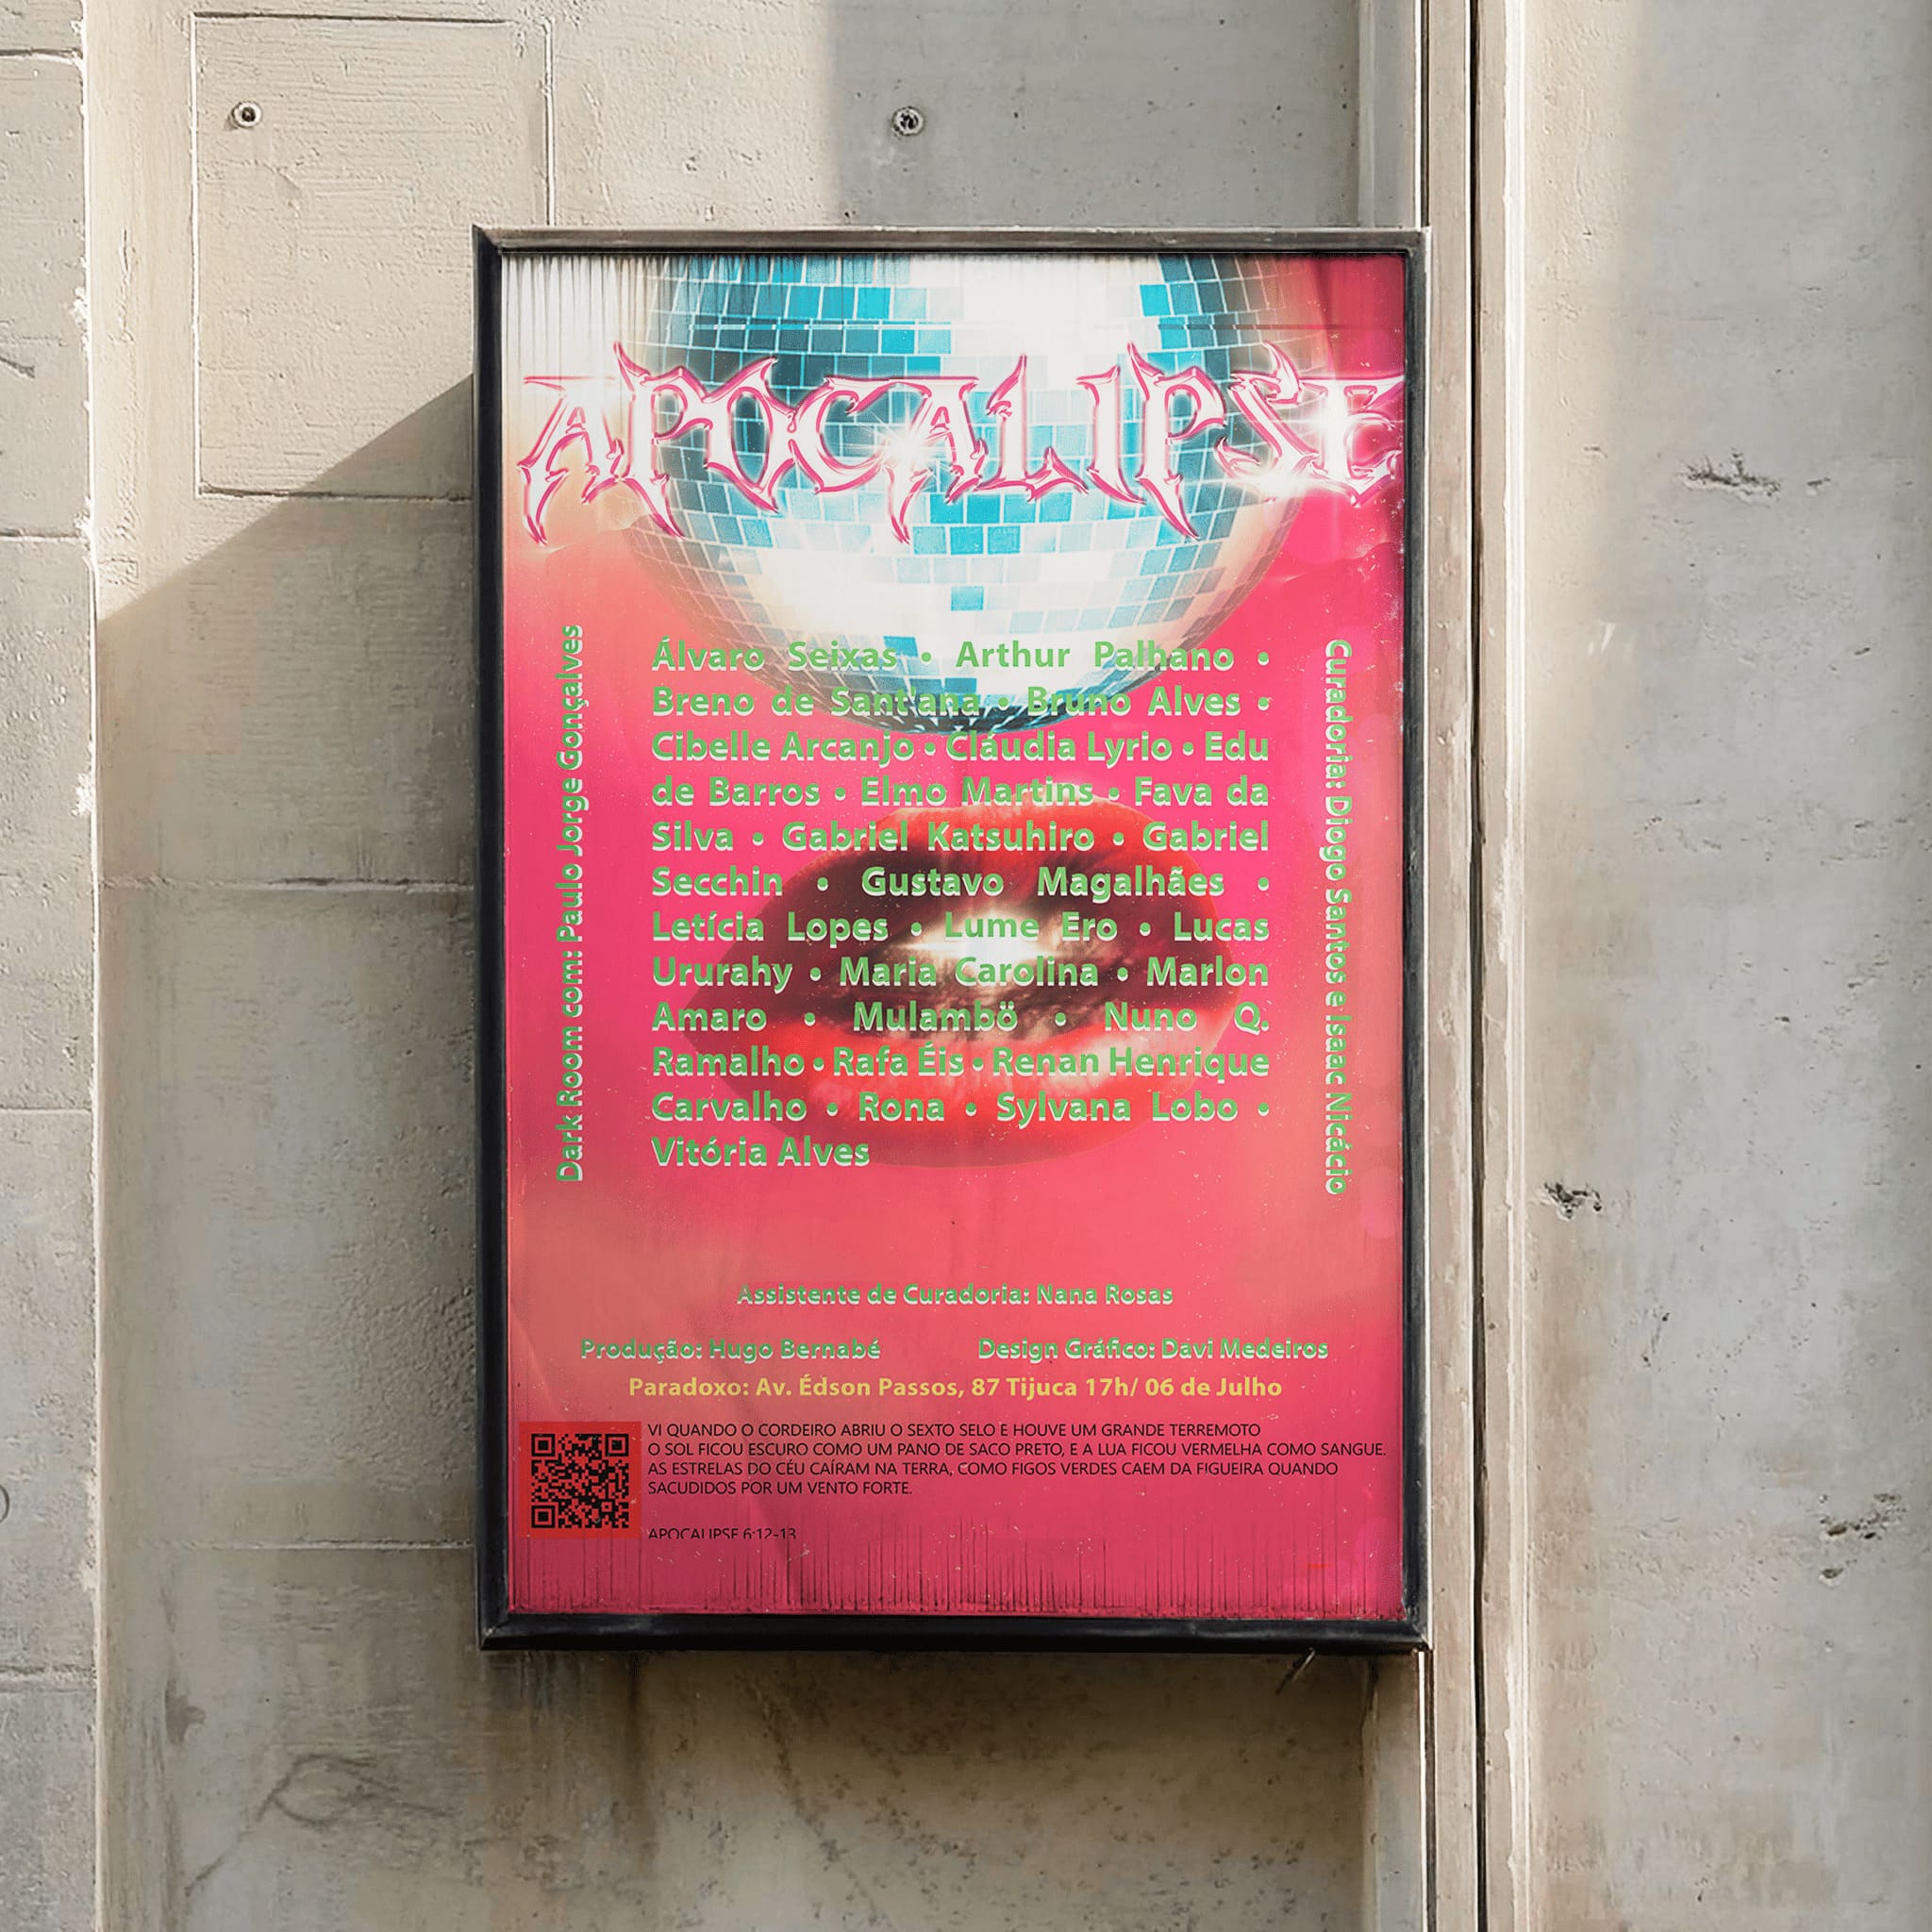 APOCALIPSE
Dark Room com: Paulo Jorge Gonçalves
Álvaro Seixas • Arthur Palhano •
Breno de Sant'ana • Bruno Alves •
Cibelle Arcanjo • Cláudia Lyrio • Edu
de Barros • Elmo Martins • Fava da
Silva • Gabriel Katsuhiro • Gabriel
Secchin • Gustavo Magalhães •
Letícia Lopes • Lume Ero • Lucas
Ururahy • Maria Carolina • Marlon
Amaro • Mulambö • Nuno Q.
Ramalho • Rafa Éis • Renan Henrique
Carvalho • Rona • Sylvana Lobo •
Vitória Alves
Curadoria: Diogo Santos e Isaac Nicácio
Assistente de Curadoria: Nana Rosas
Produção: Hugo Bernabé
Design Gráfico: Davi Medeiros
Paradoxo: Av. Édson Passos, 87 Tijuca 17h/ 06 de Julho
VI QUANDO O CORDEIRO ABRIU O SEXTO SELO E HOUVE UM GRANDE TERREMOTO
O SOL FICOU ESCURO COMO UM PANO DE SACO PRETO, E A LUA FICOU VERMELHA COMO SANGUE.
AS ESTRELAS DO CÉU CAÍRAM NA TERRA, COMO FIGOS VERDES CAEM DA FIGUEIRA QUANDO
SACUDIDOS POR UM VENTO FORTE.
APOCALIPSE 6:12-13